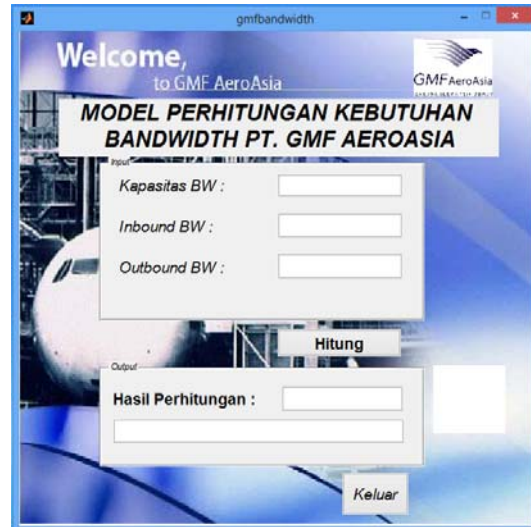 gmfbandwidth
Welcome,
to GMF AeroAsia
GMF AeroAsia
MODEL PERHITUNGAN KEBUTUHAN
BANDWIDTH PT. GMF AEROASIA
Input
Kapasitas BW :
Inbound BW :
Outbound BW :
Hitung
Output
Hasil Perhitungan :
Keluar